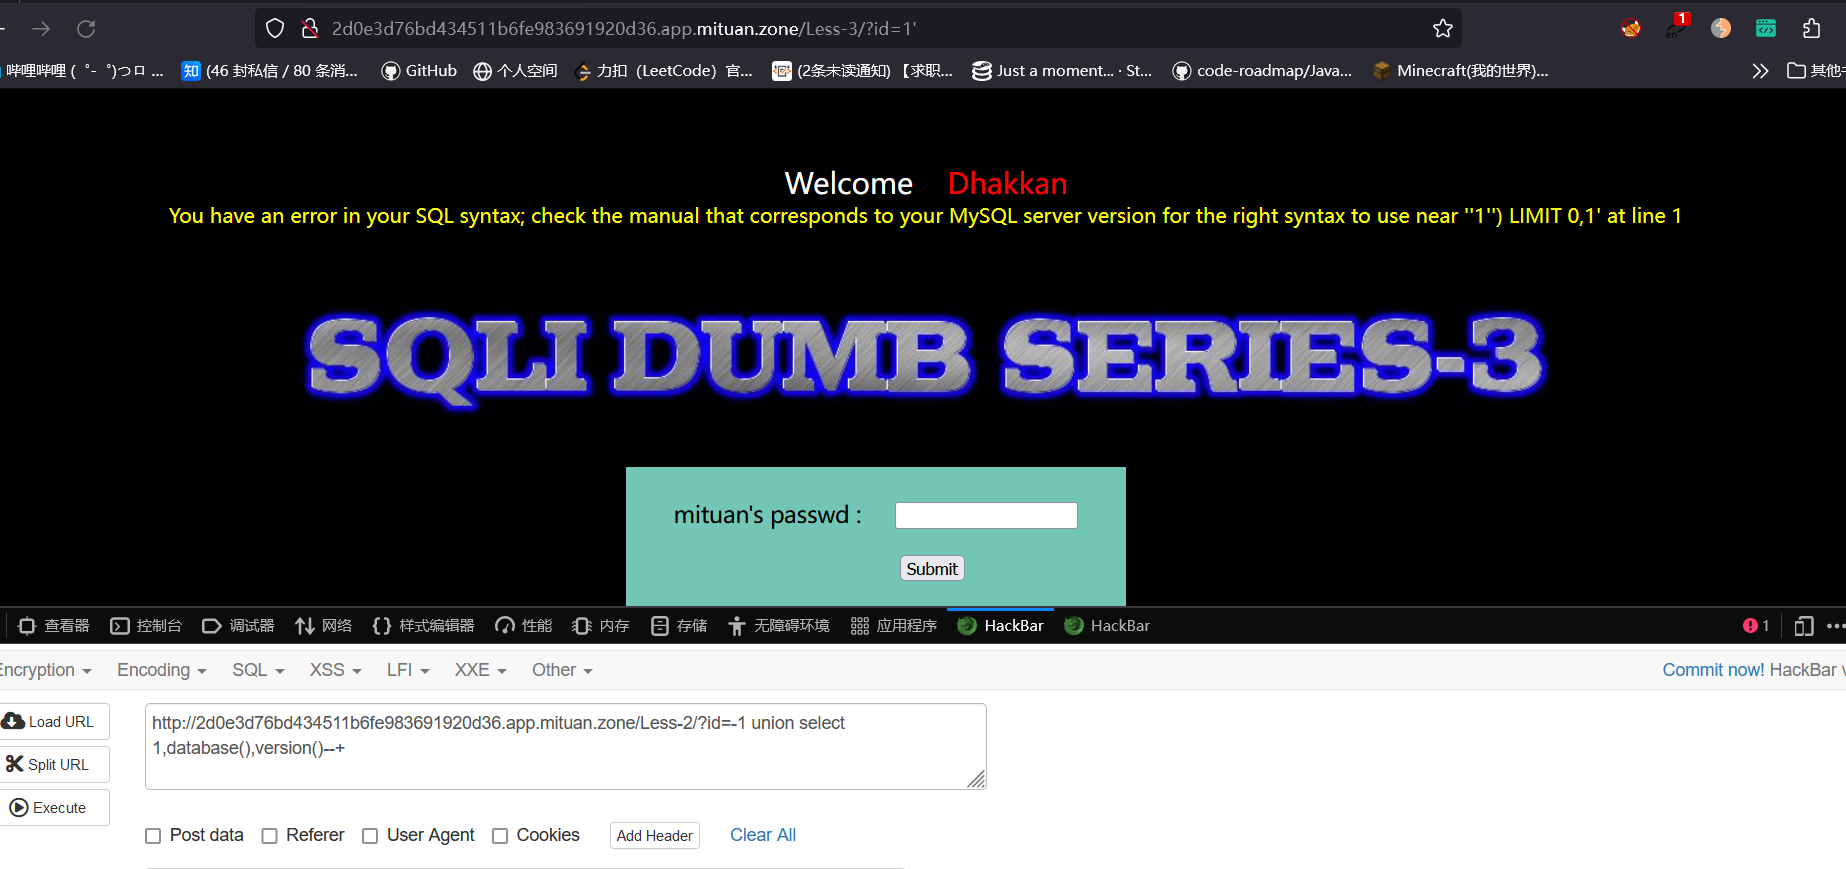 2d0e3d76bd434511b6fe983691920d36.app.mituan.zone/Less-3/?id=1'
1
en
哔哩哔哩 (゜-゜)つロ ...
知 (46 封私信 / 80 条消...
GitHub
个人空间
力扣（LeetCode）官...
(2条未读通知) 【求职...
Just a moment... · St...
code-roadmap/Java...
Minecraft(我的世界)...
其他
Welcome Dhakkan
You have an error in your SQL syntax; check the manual that corresponds to your MySQL server version for the right syntax to use near ''1'') LIMIT 0,1' at line 1
SQLI DUMB SERIES-3
mituan's passwd :
Submit
查看器 控制台 调试器 网络 样式编辑器 性能 内存 存储 无障碍环境 应用程序 HackBar HackBar 1
Encryption Encoding SQL XSS LFI XXE Other Commit now! HackBar v
Load URL
Split URL
Execute
http://2d0e3d76bd434511b6fe983691920d36.app.mituan.zone/Less-2/?id=-1 union select
1,database(),version()--+
Post data Referer User Agent Cookies Add Header Clear All